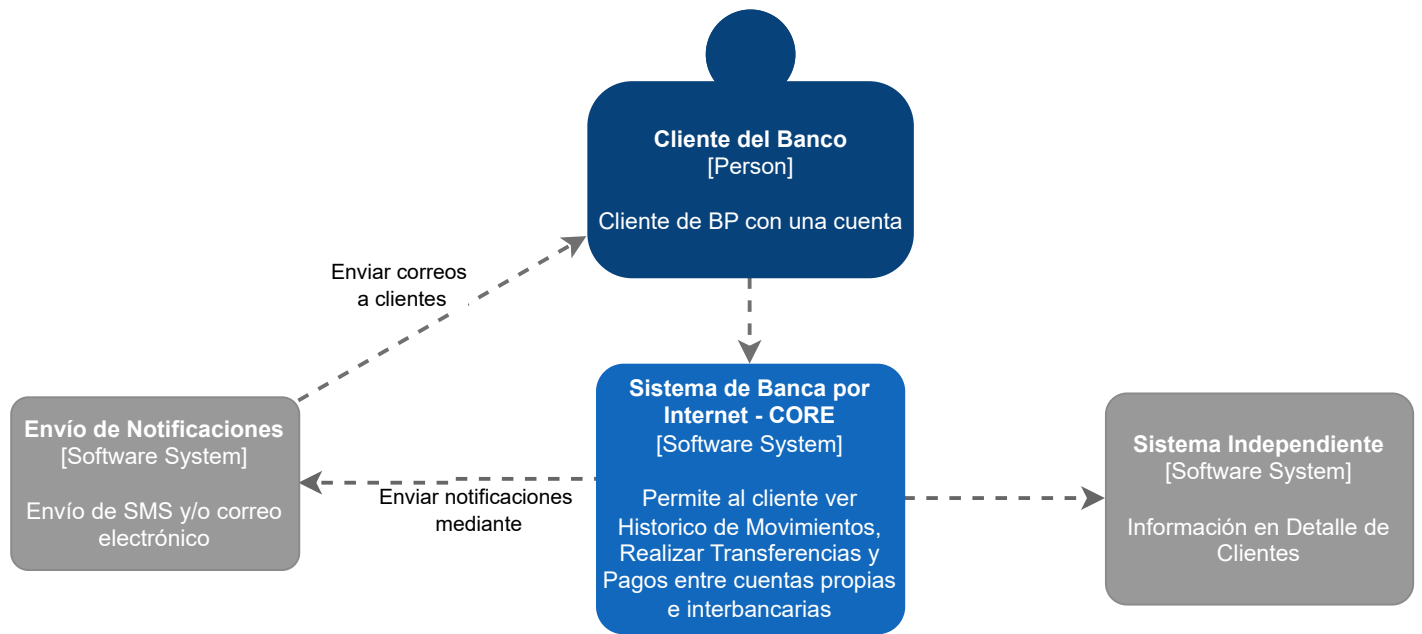 Cliente del Banco
[Person]
Cliente de BP con una cuenta
Enviar correos
a clientes
Sistema de Banca por
Internet - CORE
[Software System]
Permite al cliente ver
Historico de Movimientos,
Realizar Transferencias y
Pagos entre cuentas propias
e interbancarias
Envío de Notificaciones
[Software System]
Envío de SMS y/o correo
electrónico
Enviar notificaciones
mediante
Sistema Independiente
[Software System]
Información en Detalle de
Clientes